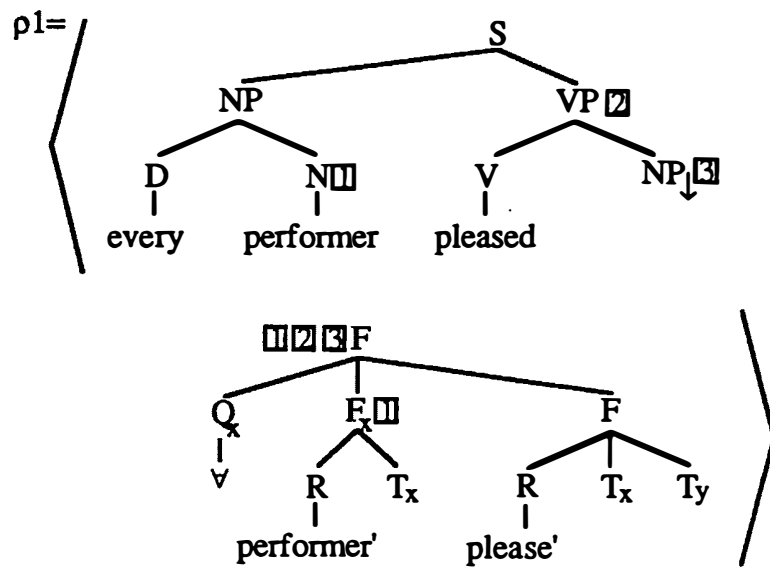 ρ1=
S
NP VP 2
D N 1 V NP↓ 3
every performer pleased
1 2 3 F
Qₓ Fₓ 1 F
∀ R Tₓ R Tₓ Tᵧ
performer' please'